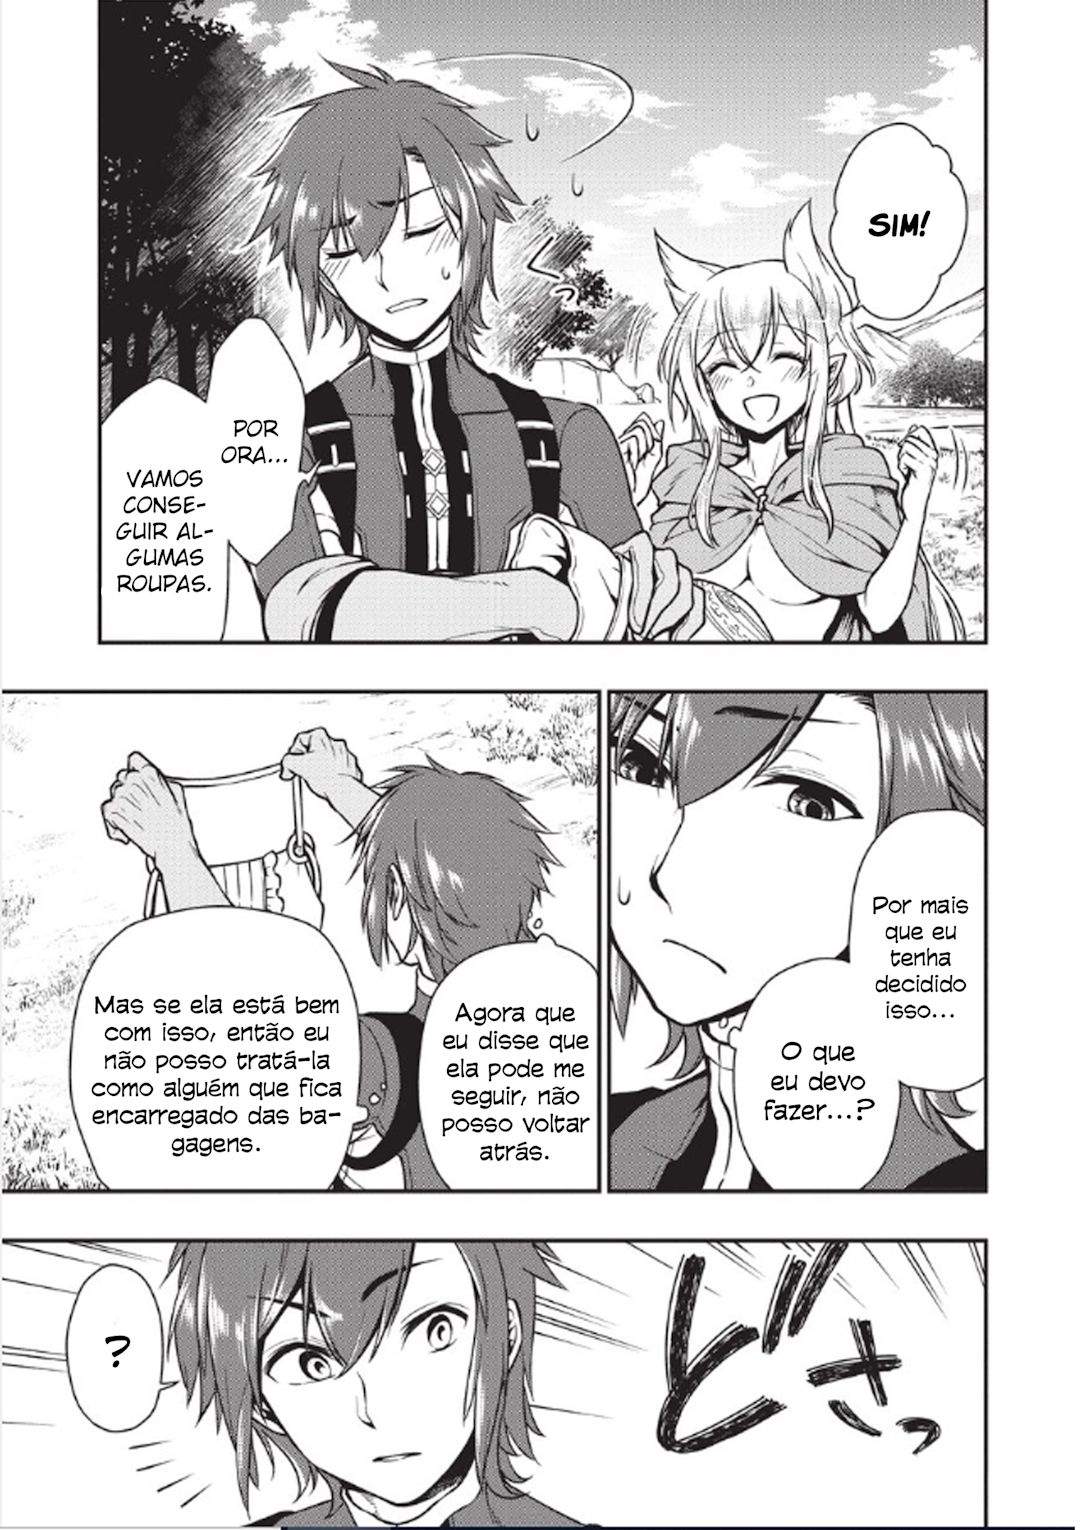 SIM!
くっ
POR
ORA...
VAMOS
CONSE-
GUIR AL-
GUMAS
ROUPAS.
Por mais
que eu
tenha
decidido
isso...
O que
eu devo
fazer...?
Agora que
eu disse que
ela pode me
seguir, não
posso voltar
atrás.
Mas se ela está bem
com isso, então eu
não posso tratá-la
como alguém que fica
encarregado das ba-
gagens.
どさっ
?